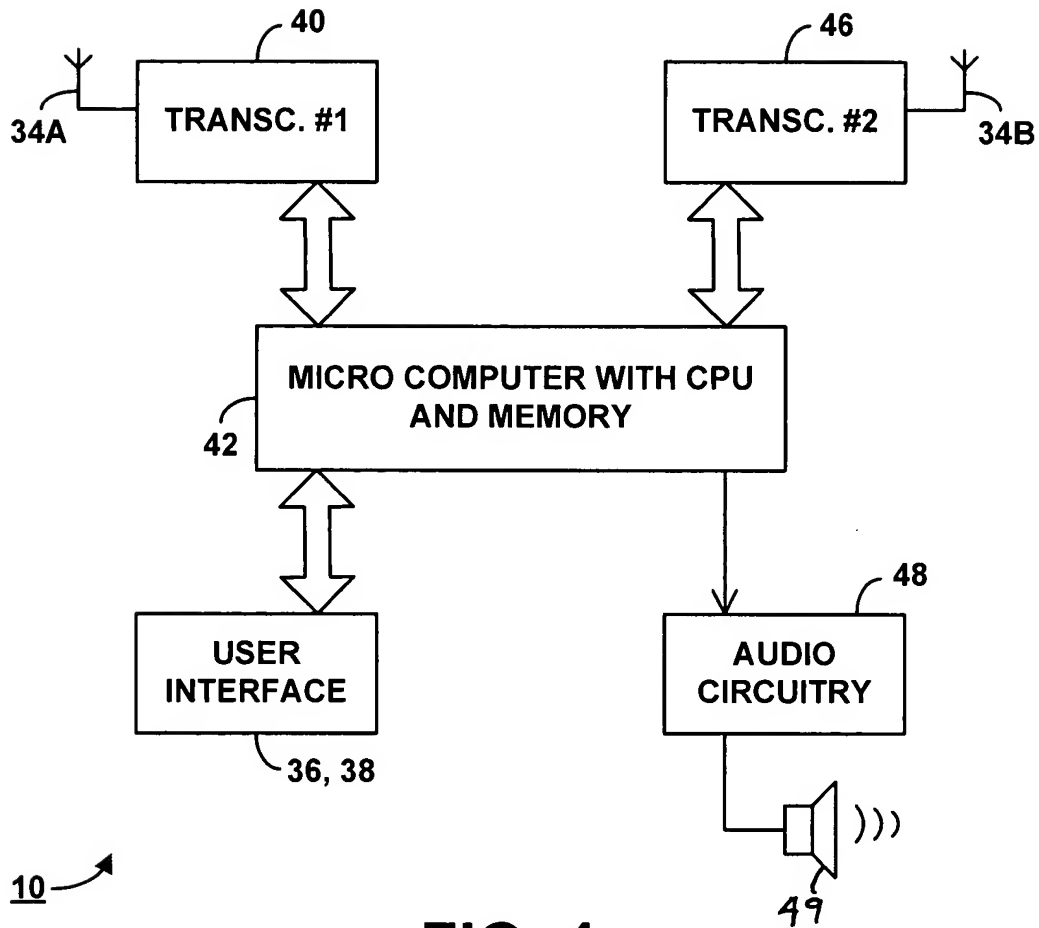 40
46
34A
TRANSC. #1
TRANSC. #2
34B
MICRO COMPUTER WITH CPU
AND MEMORY
42
48
USER
INTERFACE
AUDIO
CIRCUITRY
36, 38
10
49